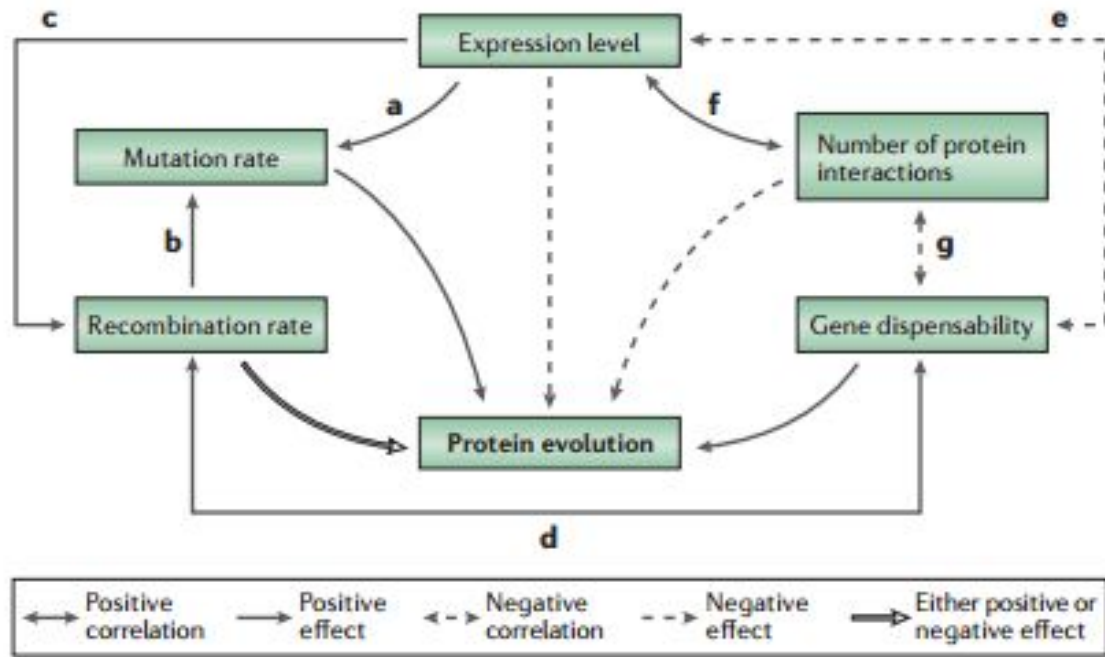 c
e
Expression level
a
f
Mutation rate
Number of protein
interactions
b
g
Recombination rate
Gene dispensability
Protein evolution
d
Positive
correlation
Positive
effect
Negative
correlation
Negative
effect
Either positive or
negative effect